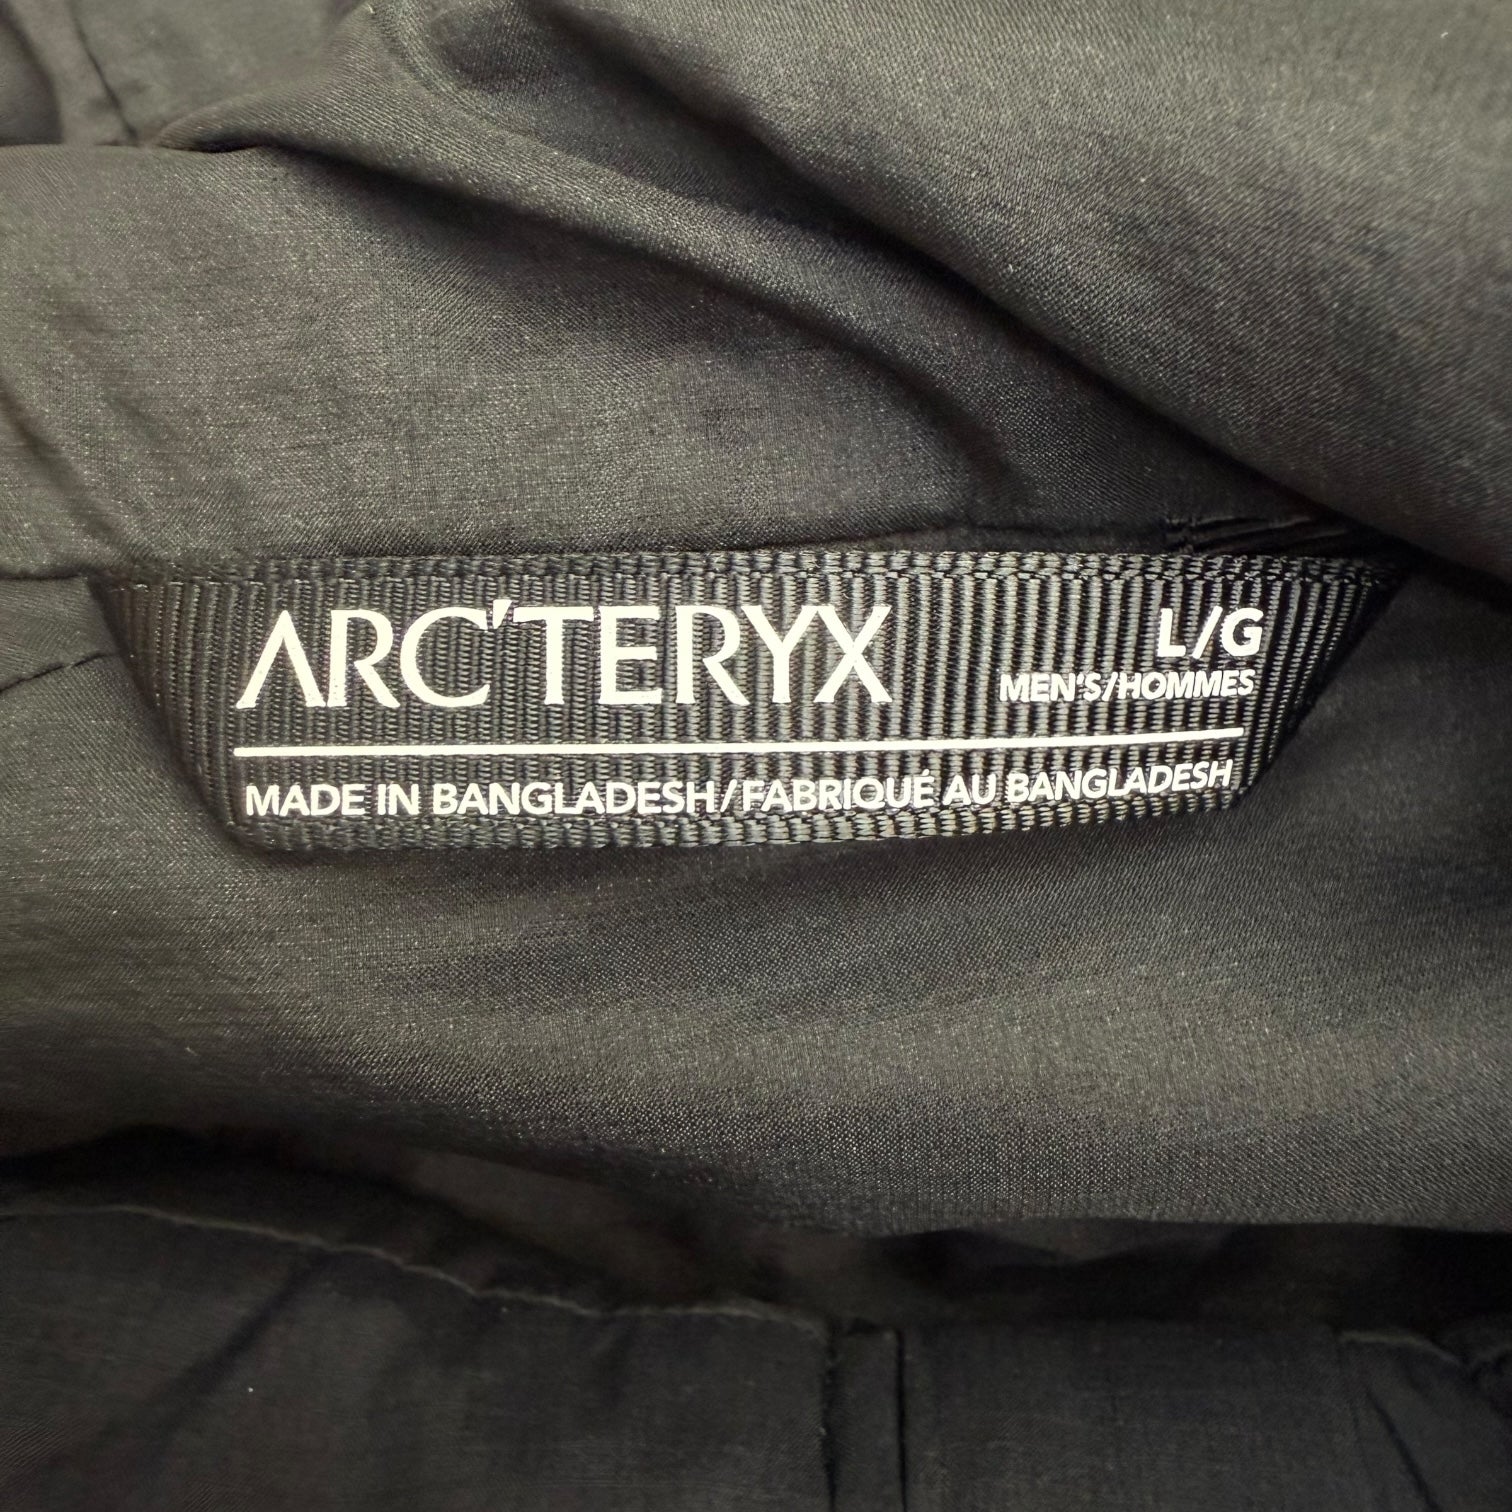 ARC'TERYX
L/G
MEN'S/HOMMES
MADE IN BANGLADESH/FABRIQUÉ AU BANGLADESH